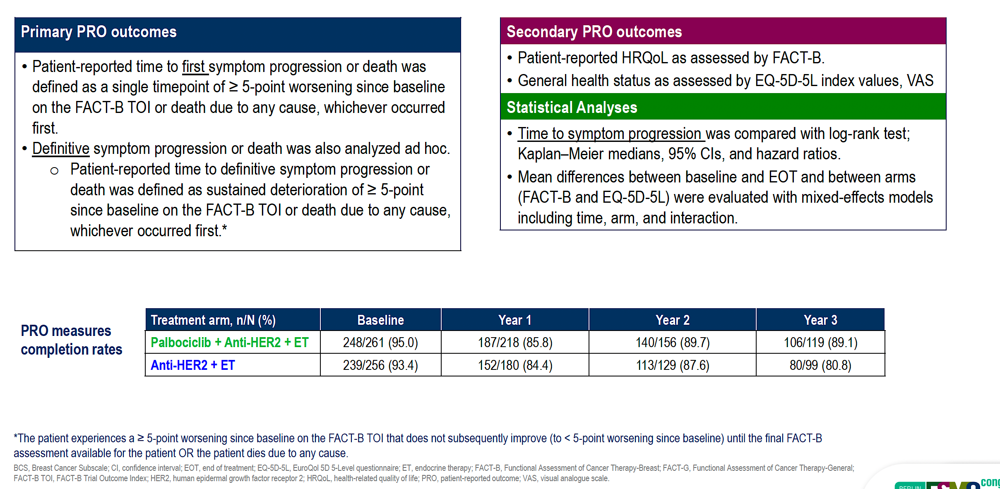 Primary PRO outcomes
• Patient-reported time to first symptom progression or death was
defined as a single timepoint of ≥ 5-point worsening since baseline
on the FACT-B TOI or death due to any cause, whichever occurred
first.
• Definitive symptom progression or death was also analyzed ad hoc.
o Patient-reported time to definitive symptom progression or
death was defined as sustained deterioration of ≥ 5-point
since baseline on the FACT-B TOI or death due to any cause,
whichever occurred first.*
Secondary PRO outcomes
• Patient-reported HRQoL as assessed by FACT-B.
• General health status as assessed by EQ-5D-5L index values, VAS
Statistical Analyses
• Time to symptom progression was compared with log-rank test;
Kaplan–Meier medians, 95% CIs, and hazard ratios.
• Mean differences between baseline and EOT and between arms
(FACT-B and EQ-5D-5L) were evaluated with mixed-effects models
including time, arm, and interaction.
PRO measures
completion rates
Treatment arm, n/N (%) Baseline Year 1 Year 2 Year 3
Palbociclib + Anti-HER2 + ET 248/261 (95.0) 187/218 (85.8) 140/156 (89.7) 106/119 (89.1)
Anti-HER2 + ET 239/256 (93.4) 152/180 (84.4) 113/129 (87.6) 80/99 (80.8)
*The patient experiences a ≥ 5-point worsening since baseline on the FACT-B TOI that does not subsequently improve (to < 5-point worsening since baseline) until the final FACT-B
assessment available for the patient OR the patient dies due to any cause.
BCS, Breast Cancer Subscale; CI, confidence interval; EOT, end of treatment; EQ-5D-5L, EuroQol 5D 5-Level questionnaire; ET, endocrine therapy; FACT-B, Functional Assessment of Cancer Therapy-Breast; FACT-G, Functional Assessment of Cancer Therapy-General;
FACT-B TOI, FACT-B Trial Outcome Index; HER2, human epidermal growth factor receptor 2; HRQoL, health-related quality of life; PRO, patient-reported outcome; VAS, visual analogue scale.
BERLIN
ESMO cong